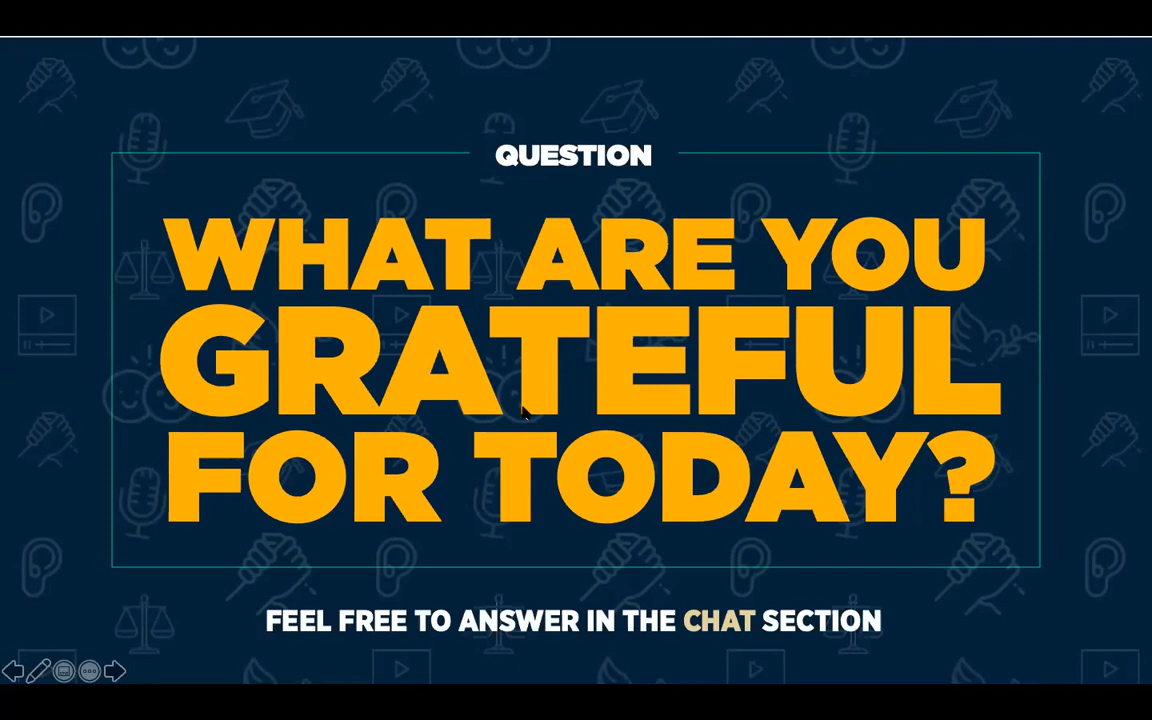 QUESTION
WHAT ARE YOU
GRATEFUL
FOR TODAY?
FEEL FREE TO ANSWER IN THE CHAT SECTION